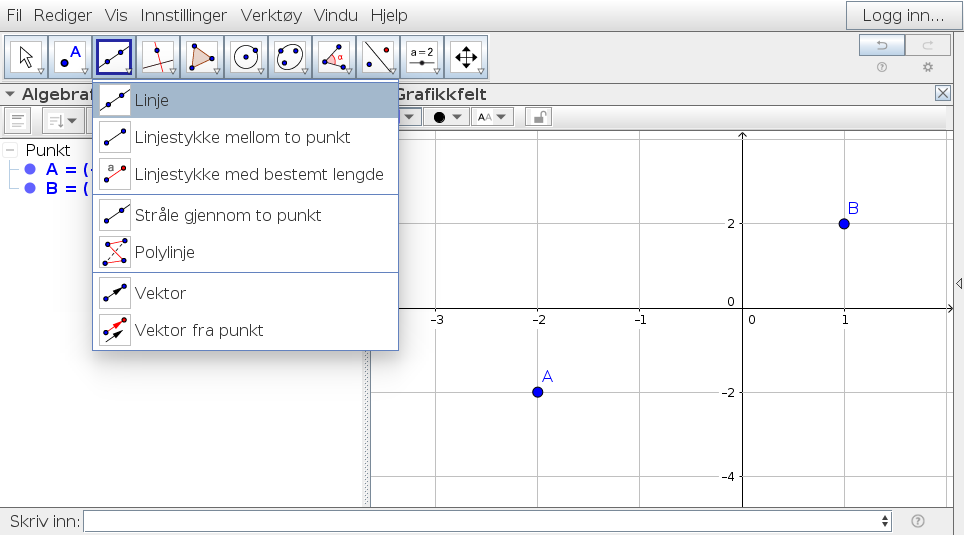 Fil Rediger Vis Innstillinger Verktøy Vindu Hjelp Logg inn...
A α a=2
Algebraf Grafikkfelt
AA
Linje
Linjestykke mellom to punkt
a
Linjestykke med bestemt lengde
Stråle gjennom to punkt
Polylinje
Vektor
Vektor fra punkt
Punkt
A = (-
B = (
B
2
0
-3 -2 -1 0 1
A
-2
-4
Skriv inn: